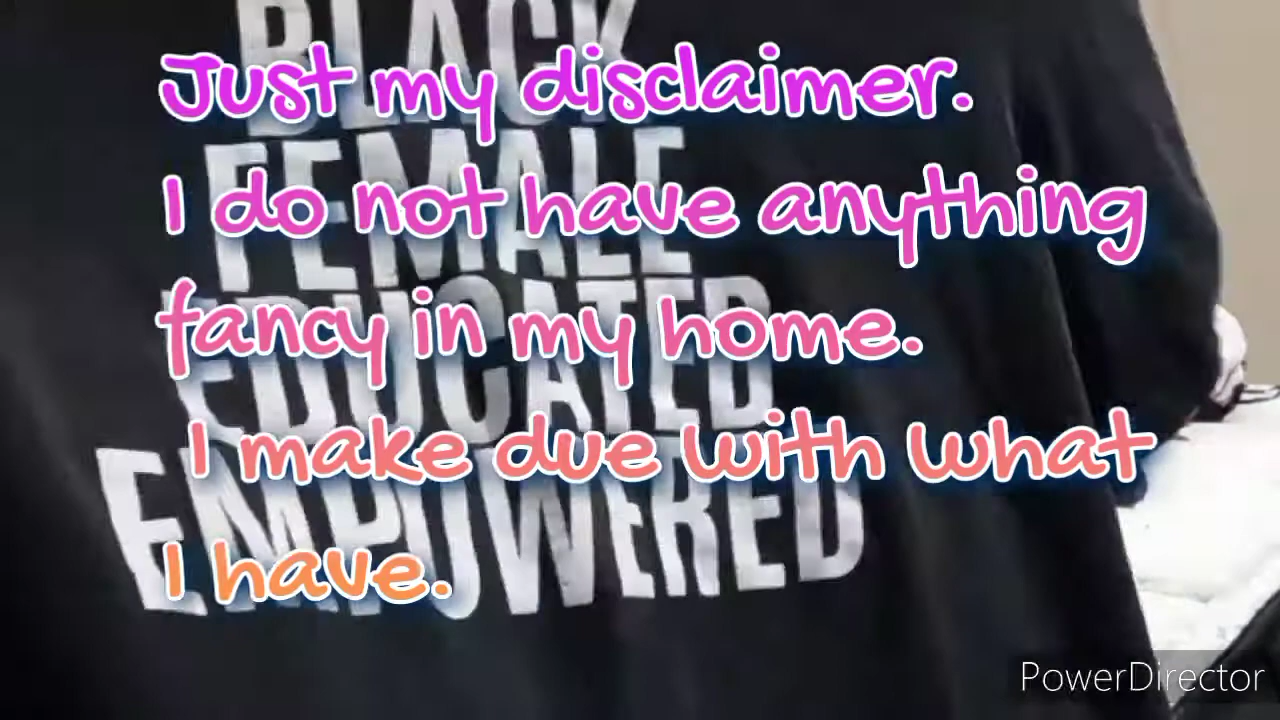 BLACK
Just my disclaimer.
FEMALE
I do not have anything
EDUCATED
fancy in my home.
I make due with what
EMPOWERED
I have.
PowerDirector